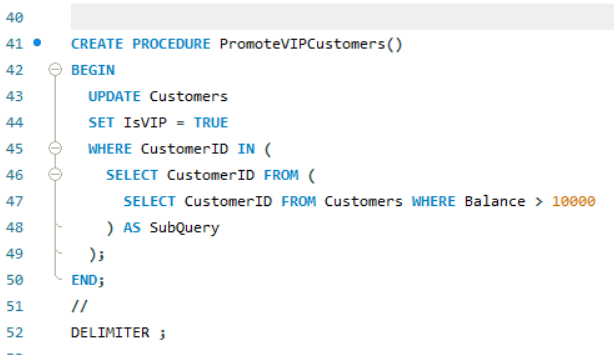 40
41 CREATE PROCEDURE PromoteVIPCustomers()
42 BEGIN
43 UPDATE Customers
44 SET IsVIP = TRUE
45 WHERE CustomerID IN (
46 SELECT CustomerID FROM (
47 SELECT CustomerID FROM Customers WHERE Balance > 10000
48 ) AS SubQuery
49 );
50 END;
51 //
52 DELIMITER ;